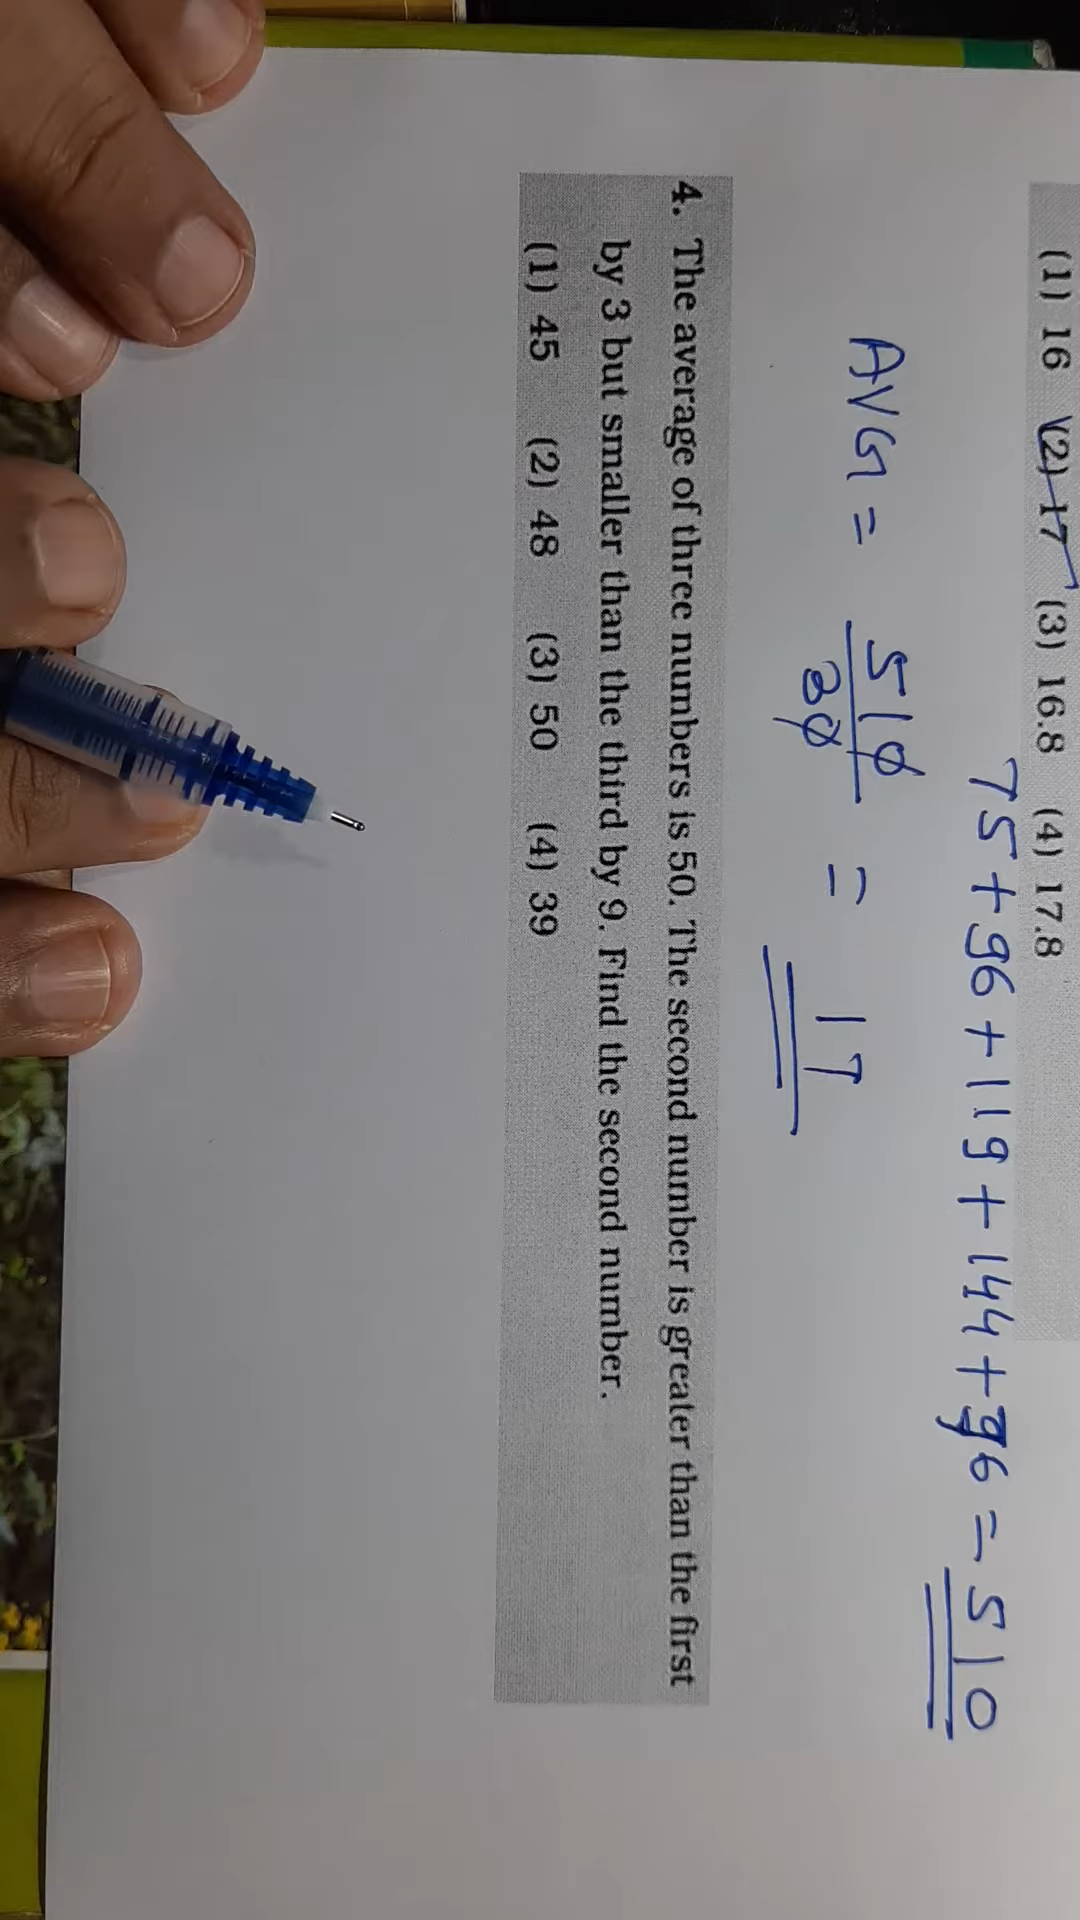 (1) 16 (2) 17 (3) 16.8 (4) 17.8
75+96+119+144+76=510
AVG = 510/30 = 17
4. The average of three numbers is 50. The second number is greater than the first
by 3 but smaller than the third by 9. Find the second number.
(1) 45 (2) 48 (3) 50 (4) 39